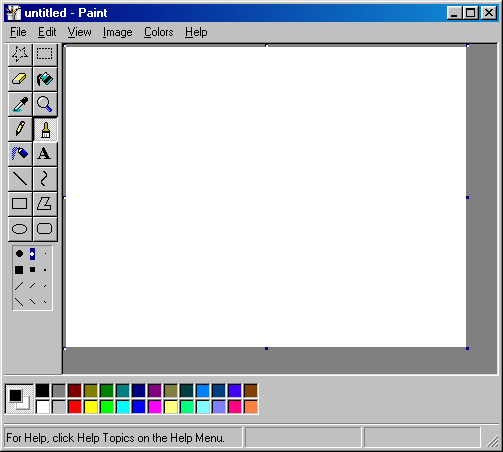 untitled - Paint
File Edit View Image Colors Help
A
For Help, click Help Topics on the Help Menu.